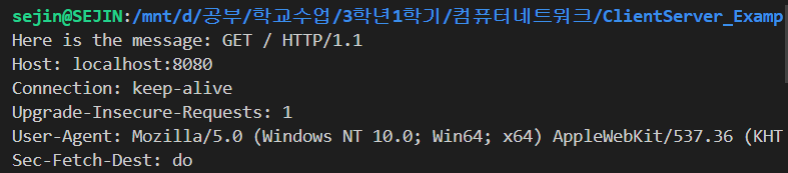 sejin@SEJIN:/mnt/d/공부/학교수업/3학년1학기/컴퓨터네트워크/ClientServer_Examp
Here is the message: GET / HTTP/1.1
Host: localhost:8080
Connection: keep-alive
Upgrade-Insecure-Requests: 1
User-Agent: Mozilla/5.0 (Windows NT 10.0; Win64; x64) AppleWebKit/537.36 (KHT
Sec-Fetch-Dest: do